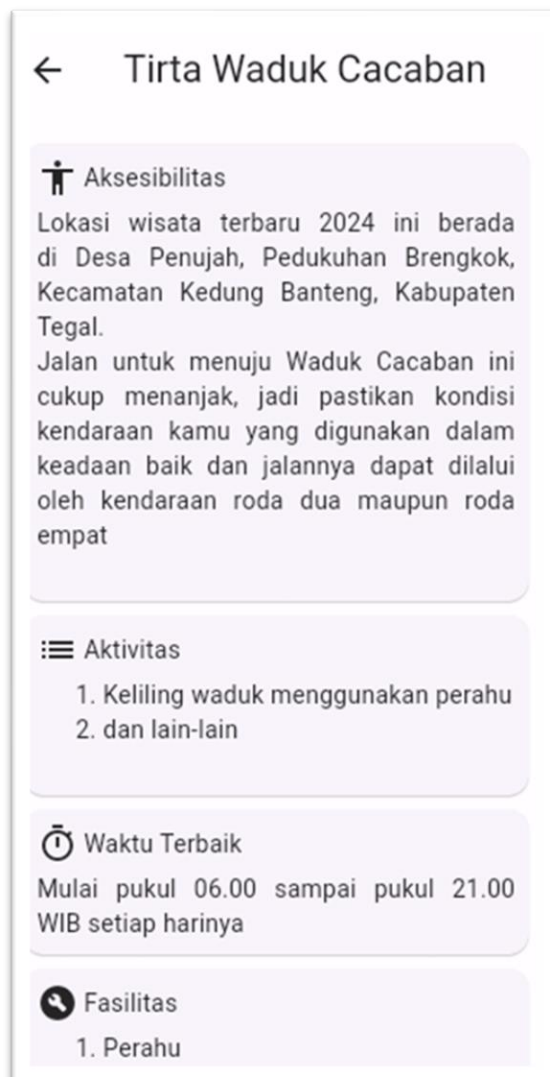 Tirta Waduk Cacaban
Aksesibilitas
Lokasi wisata terbaru 2024 ini berada
di Desa Penujah, Pedukuhan Brengkok,
Kecamatan Kedung Banteng, Kabupaten
Tegal.
Jalan untuk menuju Waduk Cacaban ini
cukup menanjak, jadi pastikan kondisi
kendaraan kamu yang digunakan dalam
keadaan baik dan jalannya dapat dilalui
oleh kendaraan roda dua maupun roda
empat
Aktivitas
1. Keliling waduk menggunakan perahu
2. dan lain-lain
Waktu Terbaik
Mulai pukul 06.00 sampai pukul 21.00
WIB setiap harinya
Fasilitas
1. Perahu